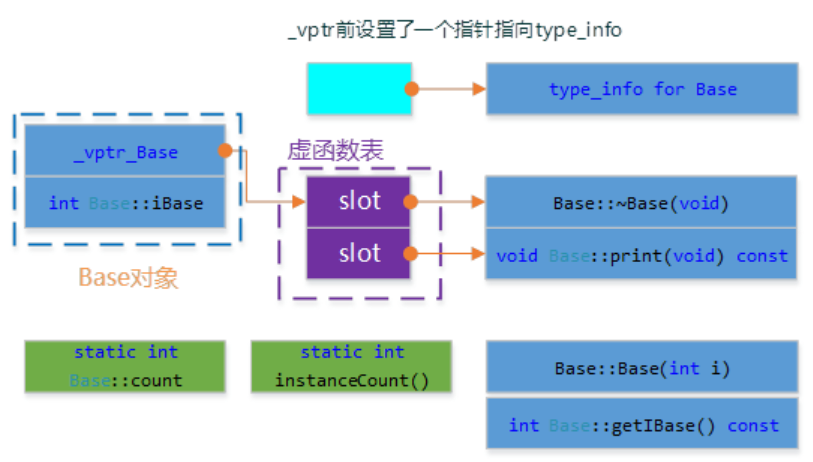 _vptr前设置了一个指针指向type_info
type_info for Base
_vptr_Base
虚函数表
int Base::iBase
slot
Base::~Base(void)
slot
void Base::print(void) const
Base对象
static int
Base::count
static int
instanceCount()
Base::Base(int i)
int Base::getIBase() const